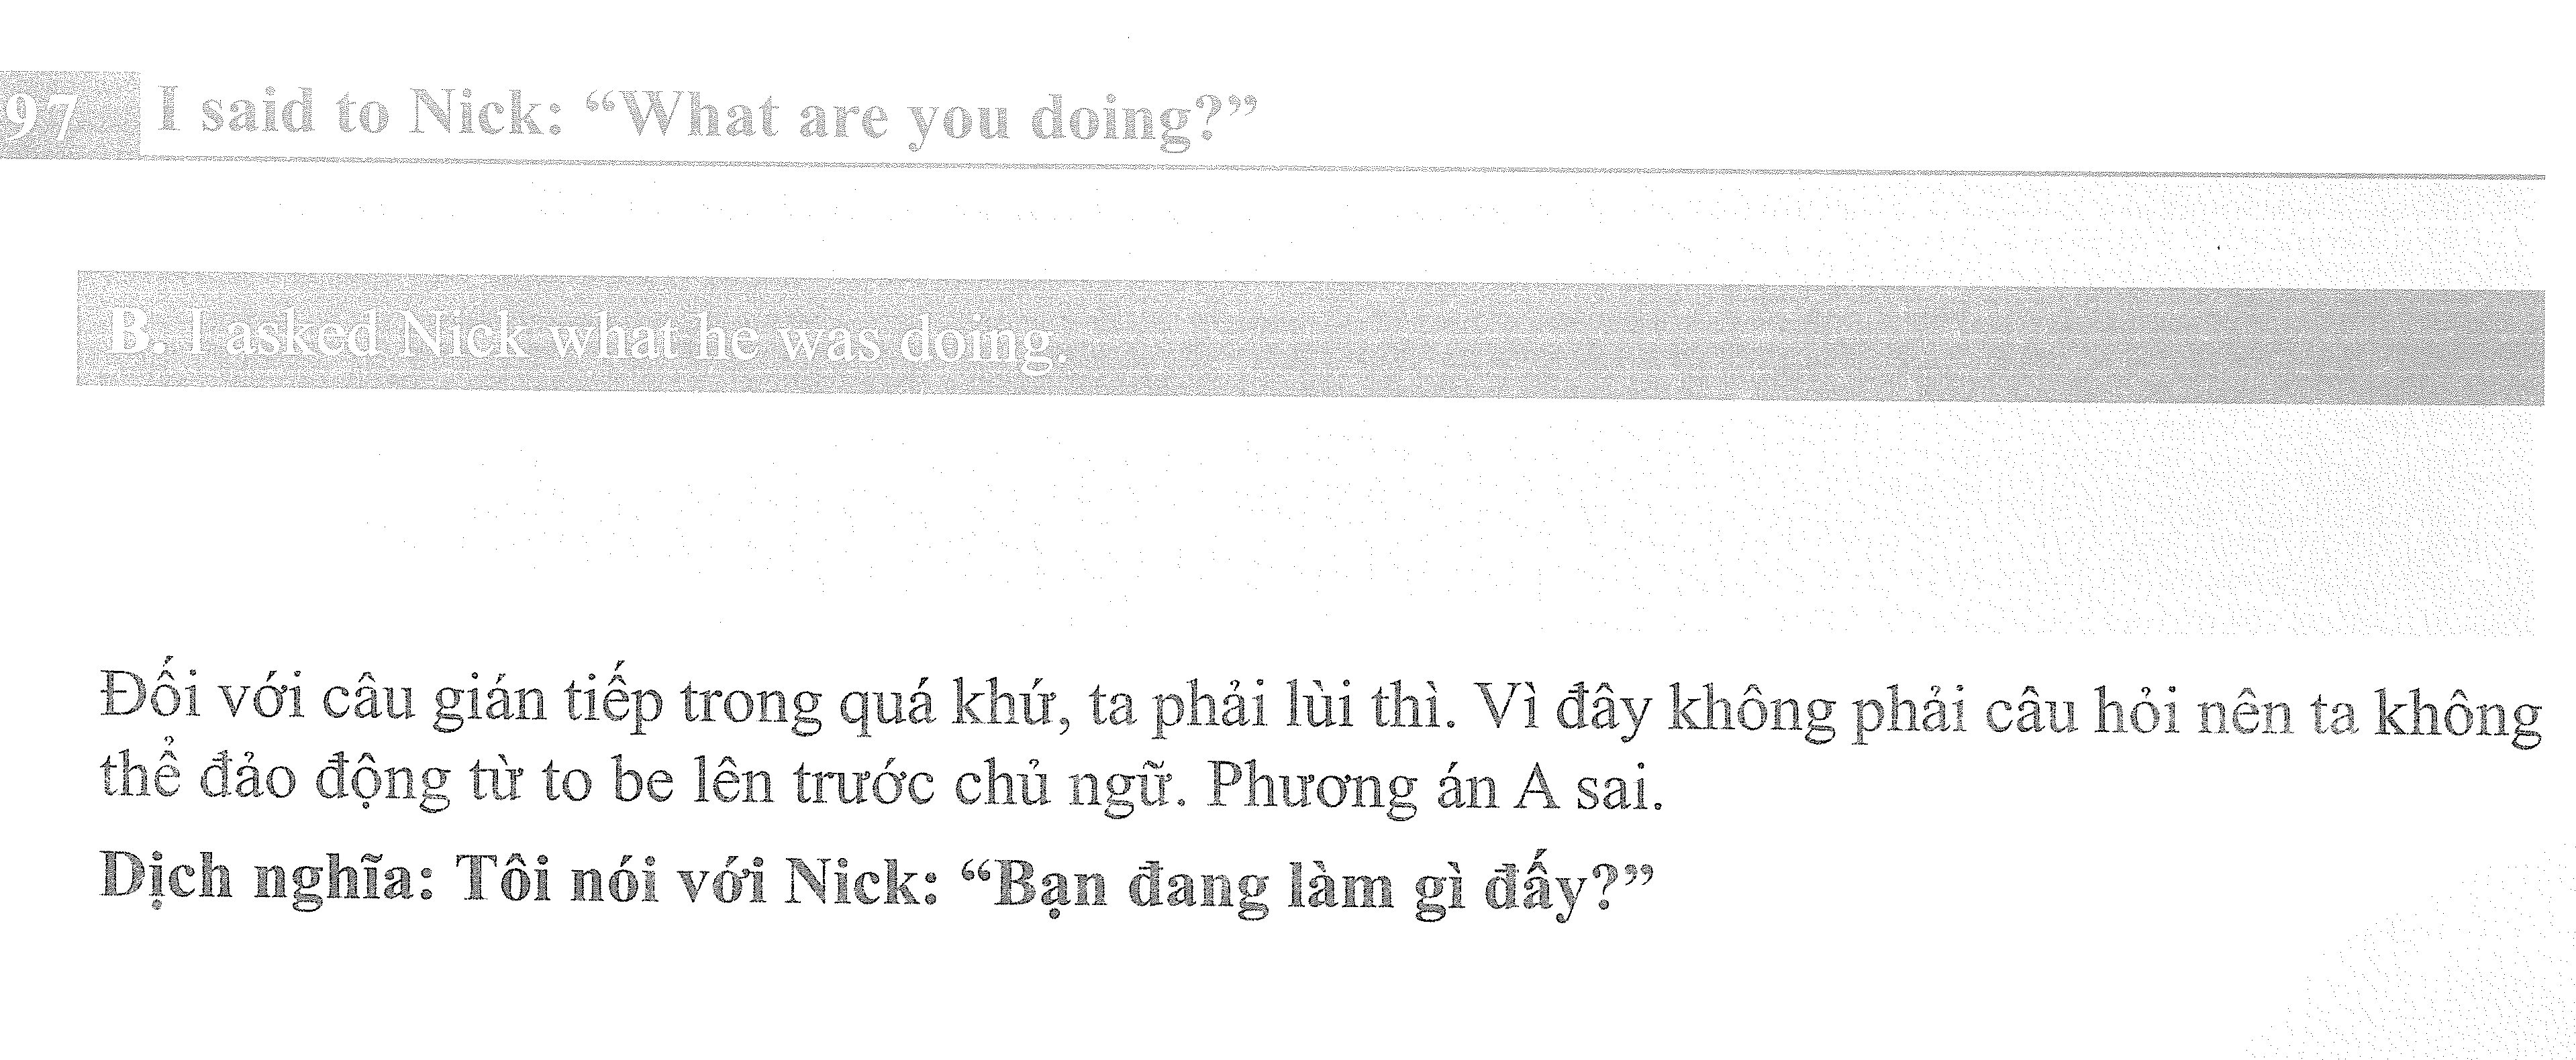 97 I said to Nick: “What are you doing?”
B. I asked Nick what he was doing.
Đối với câu gián tiếp trong quá khứ, ta phải lùi thì. Vì đây không phải câu hỏi nên ta không
thể đảo động từ to be lên trước chủ ngữ. Phương án A sai.
Dịch nghĩa: Tôi nói với Nick: “Bạn đang làm gì đấy?”